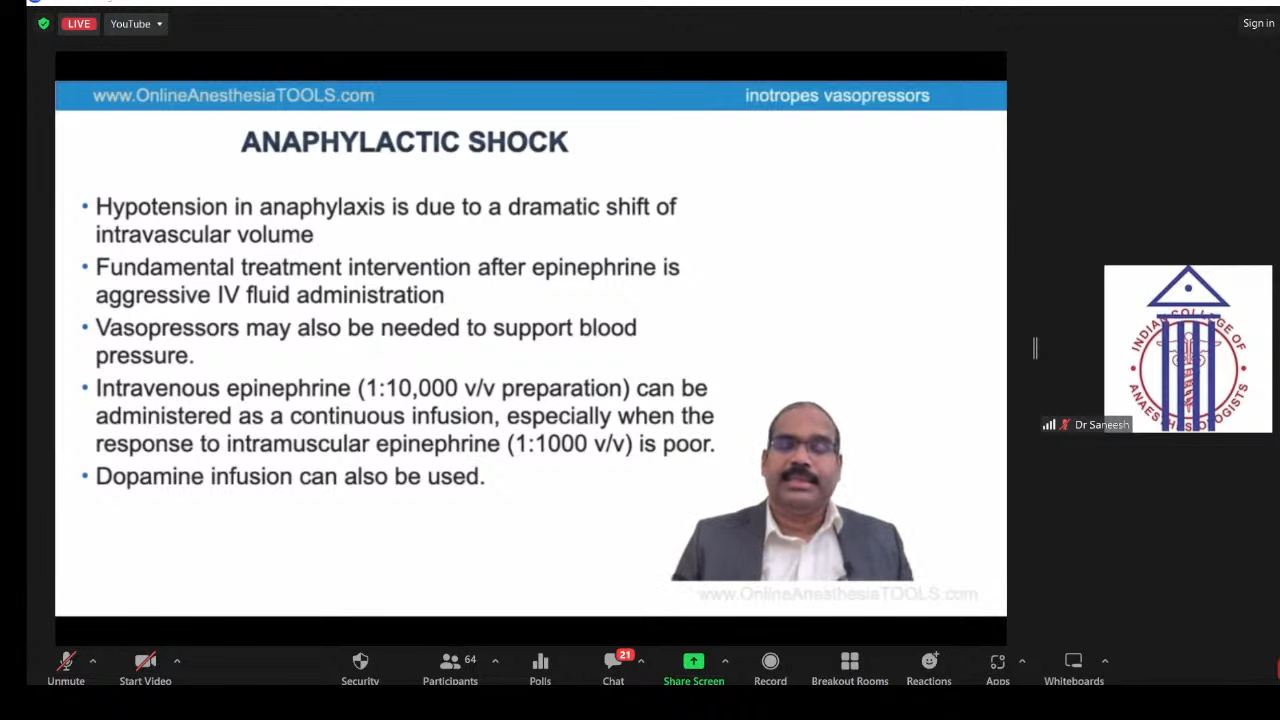 LIVE
YouTube
Sign in
www.OnlineAnesthesiaTOOLS.com
inotropes vasopressors
ANAPHYLACTIC SHOCK
• Hypotension in anaphylaxis is due to a dramatic shift of
intravascular volume
• Fundamental treatment intervention after epinephrine is
aggressive IV fluid administration
• Vasopressors may also be needed to support blood
pressure.
• Intravenous epinephrine (1:10,000 v/v preparation) can be
administered as a continuous infusion, especially when the
response to intramuscular epinephrine (1:1000 v/v) is poor.
• Dopamine infusion can also be used.
www.OnlineAnesthesiaTOOLS.com
INDIAN COLLEGE OF
ANAESTHESIOLOGISTS
Dr Saneesh
Unmute
Start Video
Security
64
Participants
Polls
21
Chat
Share Screen
Record
Breakout Rooms
Reactions
Apps
Whiteboards